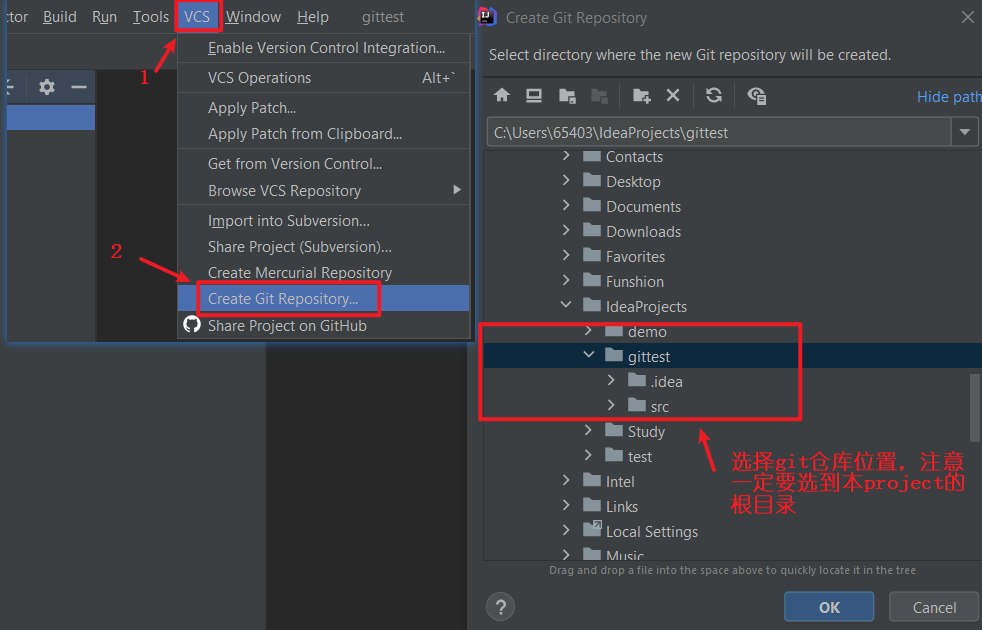 tor Build Run Tools VCS Window Help gittest
1
Enable Version Control Integration...
VCS Operations Alt+`
Apply Patch...
Apply Patch from Clipboard...
Get from Version Control...
Browse VCS Repository
Import into Subversion...
Share Project (Subversion)...
2
Create Mercurial Repository
Create Git Repository...
Share Project on GitHub
Create Git Repository
Select directory where the new Git repository will be created.
Hide path
C:\Users\65403\IdeaProjects\gittest
Contacts
Desktop
Documents
Downloads
Favorites
Funshion
IdeaProjects
demo
gittest
.idea
src
Study
test
Intel
Links
Local Settings
Music
选择git仓库位置，注意
一定要选到本project的
根目录
Drag and drop a file into the space above to quickly locate it in the tree
? OK Cancel